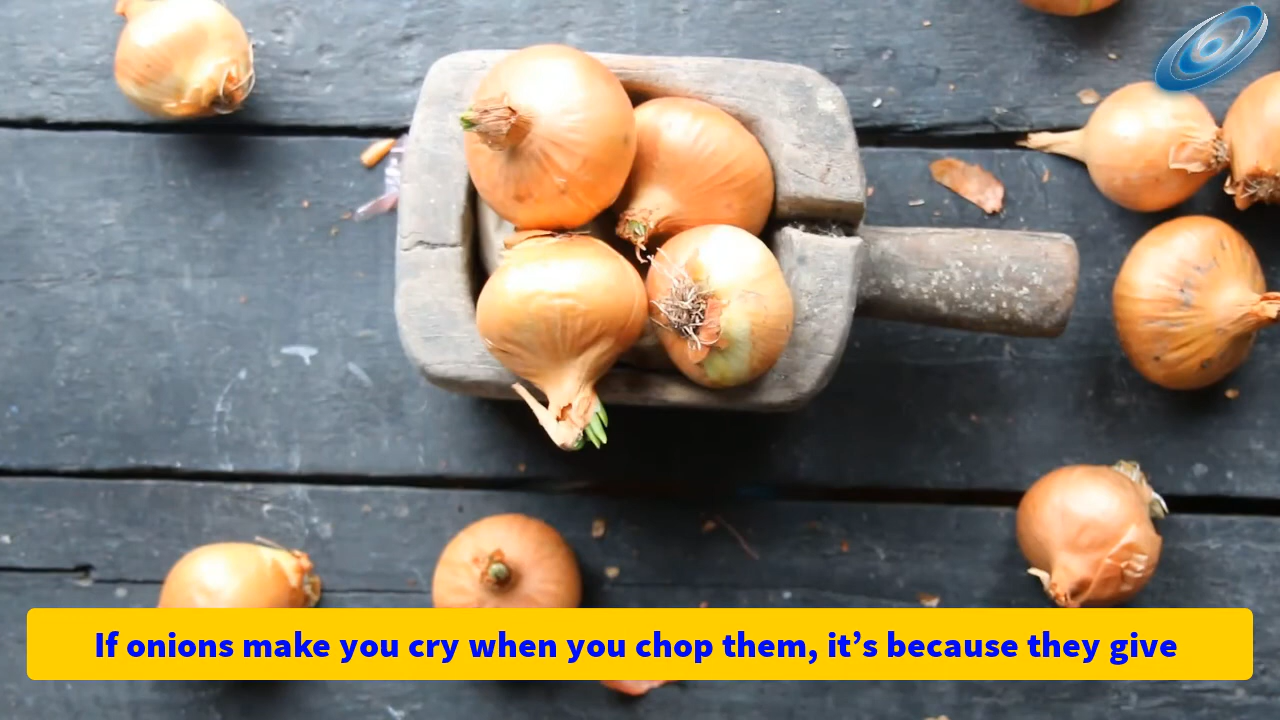 If onions make you cry when you chop them, it’s because they give